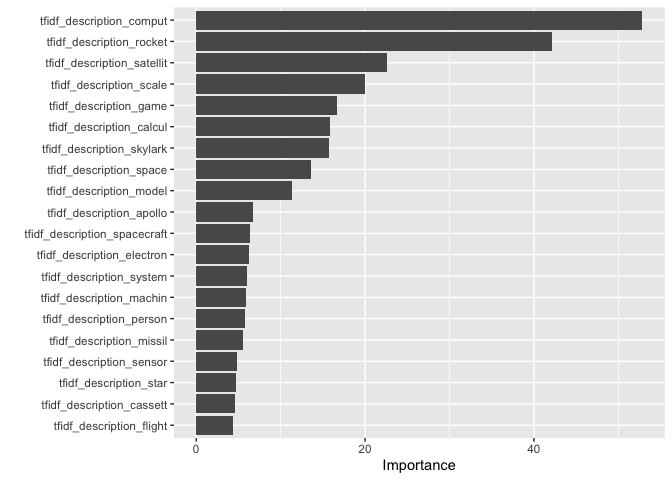 tfidf_description_comput
tfidf_description_rocket
tfidf_description_satellit
tfidf_description_scale
tfidf_description_game
tfidf_description_calcul
tfidf_description_skylark
tfidf_description_space
tfidf_description_model
tfidf_description_apollo
tfidf_description_spacecraft
tfidf_description_electron
tfidf_description_system
tfidf_description_machin
tfidf_description_person
tfidf_description_missil
tfidf_description_sensor
tfidf_description_star
tfidf_description_cassett
tfidf_description_flight
0 20 40
Importance